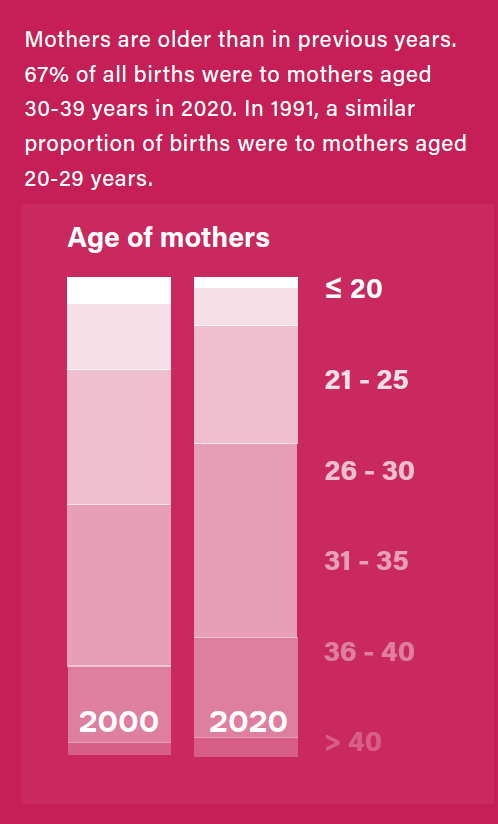 Mothers are older than in previous years.
67% of all births were to mothers aged
30-39 years in 2020. In 1991, a similar
proportion of births were to mothers aged
20-29 years.
Age of mothers
≤ 20
21 - 25
26 - 30
31 - 35
36 - 40
> 40
2000 2020